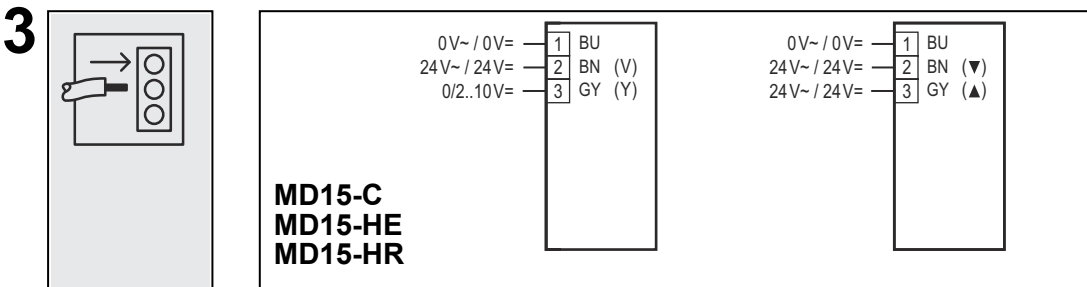 3
0V~ / 0V= 1 BU
24V~ / 24V= 2 BN (V)
0/2..10V= 3 GY (Y)
0V~ / 0V= 1 BU
24V~ / 24V= 2 BN (▼)
24V~ / 24V= 3 GY (▲)
MD15-C
MD15-HE
MD15-HR